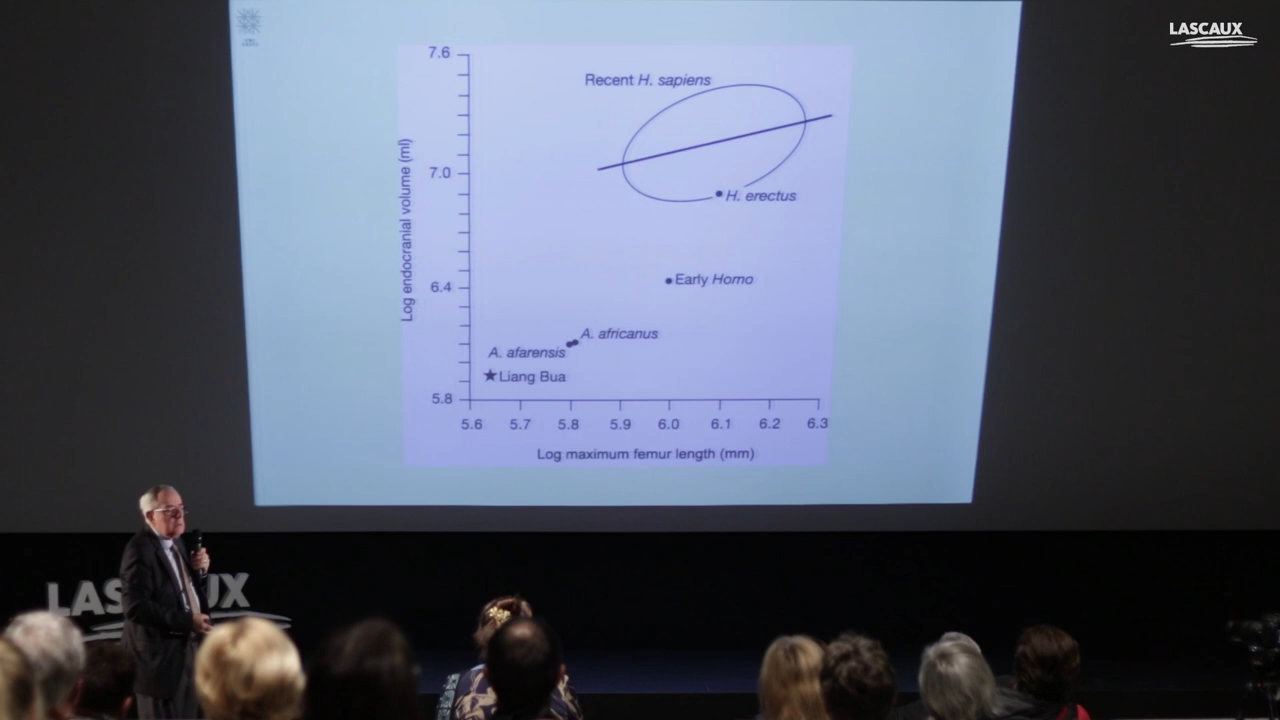 LASCAUX
7.6
Recent H. sapiens
7.0
H. erectus
Log endocranial volume (ml)
6.4
Early Homo
A. africanus
A. afarensis
Liang Bua
5.8
5.6 5.7 5.8 5.9 6.0 6.1 6.2 6.3
Log maximum femur length (mm)
LAS UX